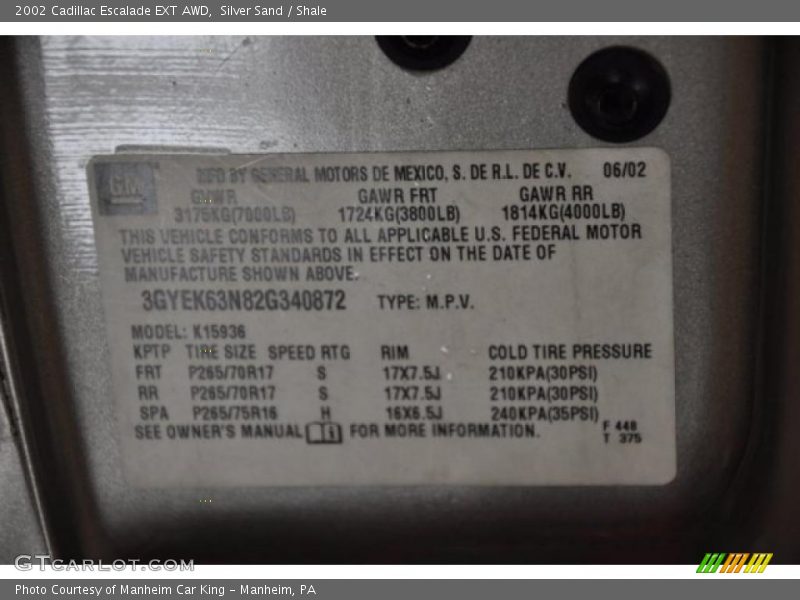 2002 Cadillac Escalade EXT AWD, Silver Sand / Shale
GM
MFD BY GENERAL MOTORS DE MEXICO, S. DE R.L. DE C.V. 06/02
GVWR GAWR FRT GAWR RR
3175KG(7000LB) 1724KG(3800LB) 1814KG(4000LB)
THIS VEHICLE CONFORMS TO ALL APPLICABLE U.S. FEDERAL MOTOR
VEHICLE SAFETY STANDARDS IN EFFECT ON THE DATE OF
MANUFACTURE SHOWN ABOVE.
3GYEK63N82G340872 TYPE: M.P.V.
MODEL: K15936
KPTP TIRE SIZE SPEED RTG RIM COLD TIRE PRESSURE
FRT P265/70R17 S 17X7.5J 210KPA(30PSI)
RR P265/70R17 S 17X7.5J 210KPA(30PSI)
SPA P265/75R16 H 16X6.5J 240KPA(35PSI)
SEE OWNER'S MANUAL FOR MORE INFORMATION.
F 448
T 375
GTCARLOT.COM
Photo Courtesy of Manheim Car King - Manheim, PA